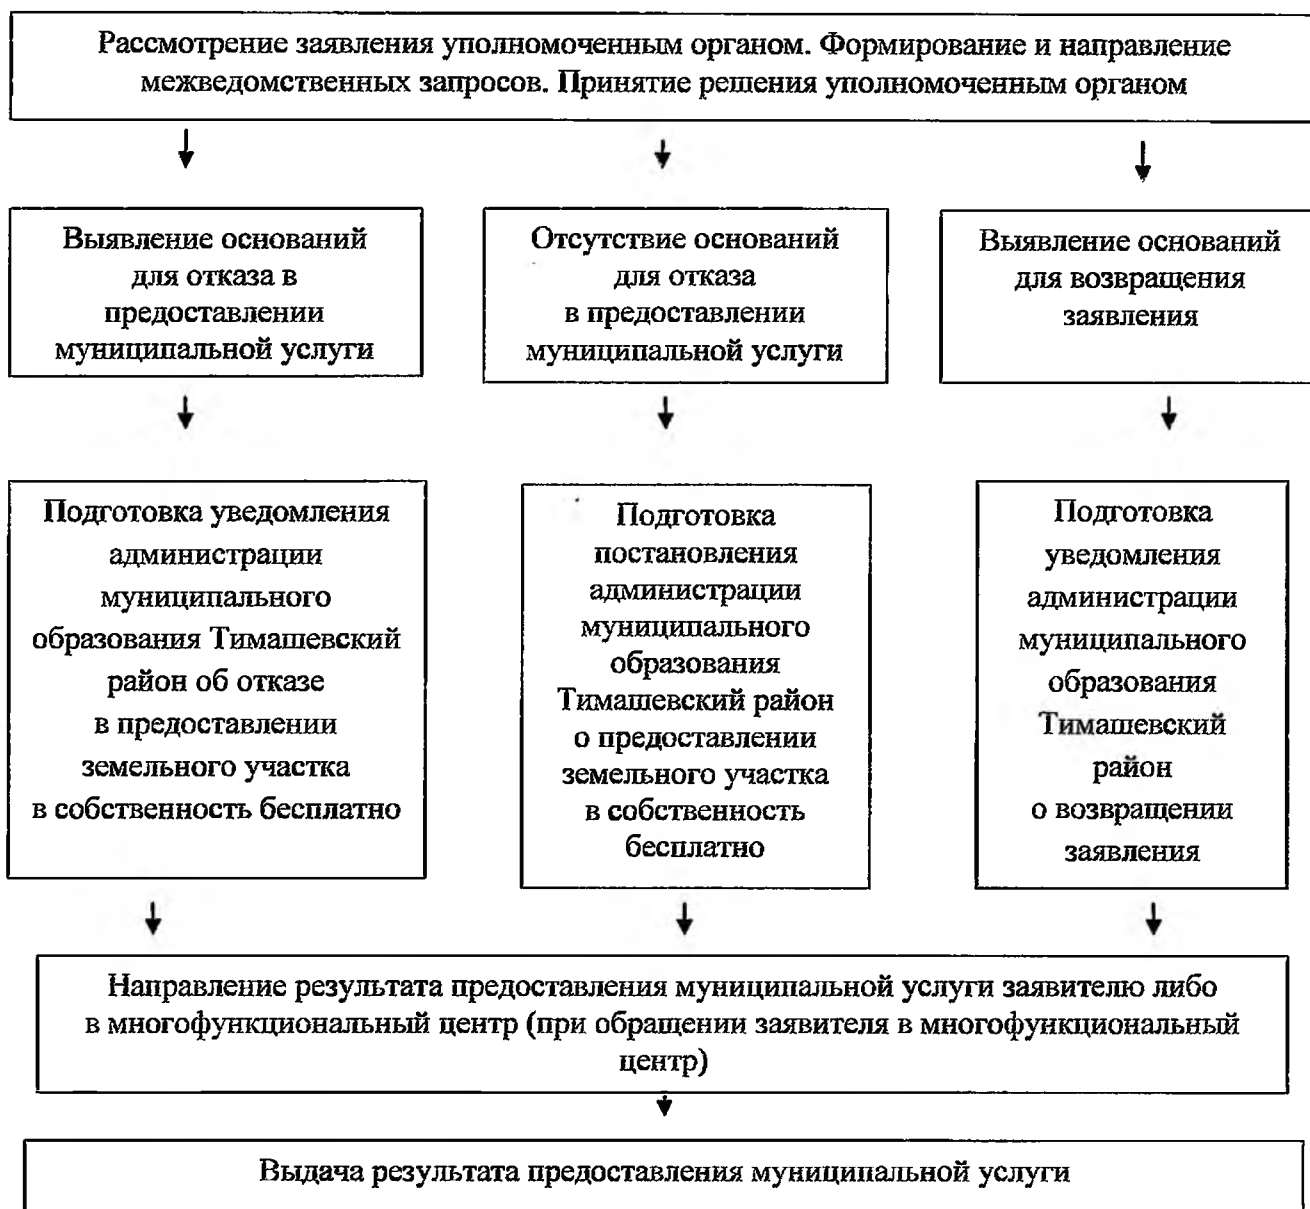 Рассмотрение заявления уполномоченным органом. Формирование и направление
межведомственных запросов. Принятие решения уполномоченным органом
Выявление оснований
для отказа в
предоставлении
муниципальной услуги
Отсутствие оснований
для отказа
в предоставлении
муниципальной услуги
Выявление оснований
для возвращения
заявления
Подготовка уведомления
администрации
муниципального
образования Тимашевский
район об отказе
в предоставлении
земельного участка
в собственность бесплатно
Подготовка
постановления
администрации
муниципального
образования
Тимашевский район
о предоставлении
земельного участка
в собственность
бесплатно
Подготовка
уведомления
администрации
муниципального
образования
Тимашевский
район
о возвращении
заявления
Направление результата предоставления муниципальной услуги заявителю либо
в многофункциональный центр (при обращении заявителя в многофункциональный
центр)
Выдача результата предоставления муниципальной услуги